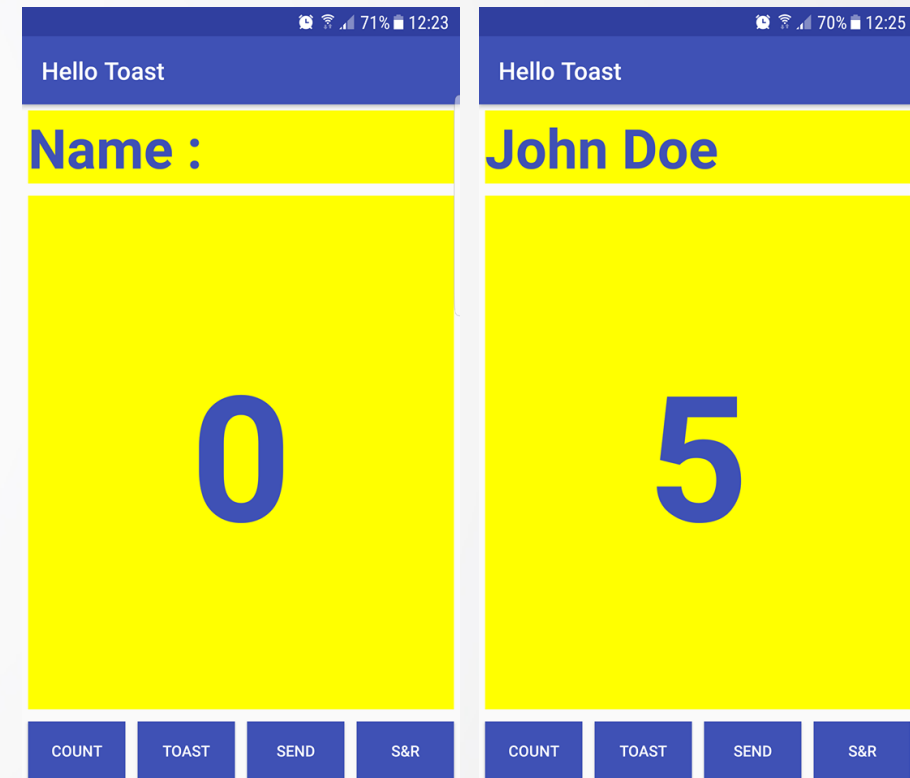 71% 12:23
Hello Toast
Name :
0
COUNT TOAST SEND S&R
70% 12:25
Hello Toast
John Doe
5
COUNT TOAST SEND S&R